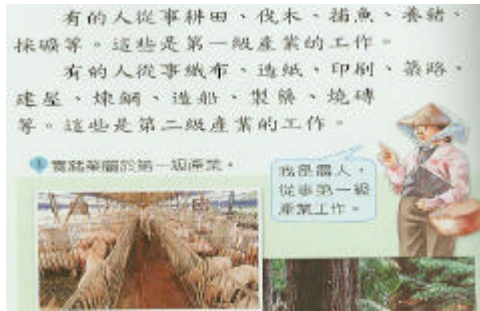 有的人從事耕田、伐木、捕魚、養豬、
採礦等。這些是第一級產業的工作。
有的人從事織布、造紙、印刷、築路、
建屋、煉鋼、造船、製藥、燒磚
等。這些是第二級產業的工作。
養豬業屬於第一級產業。
我是農人，
從事第一級
產業工作。